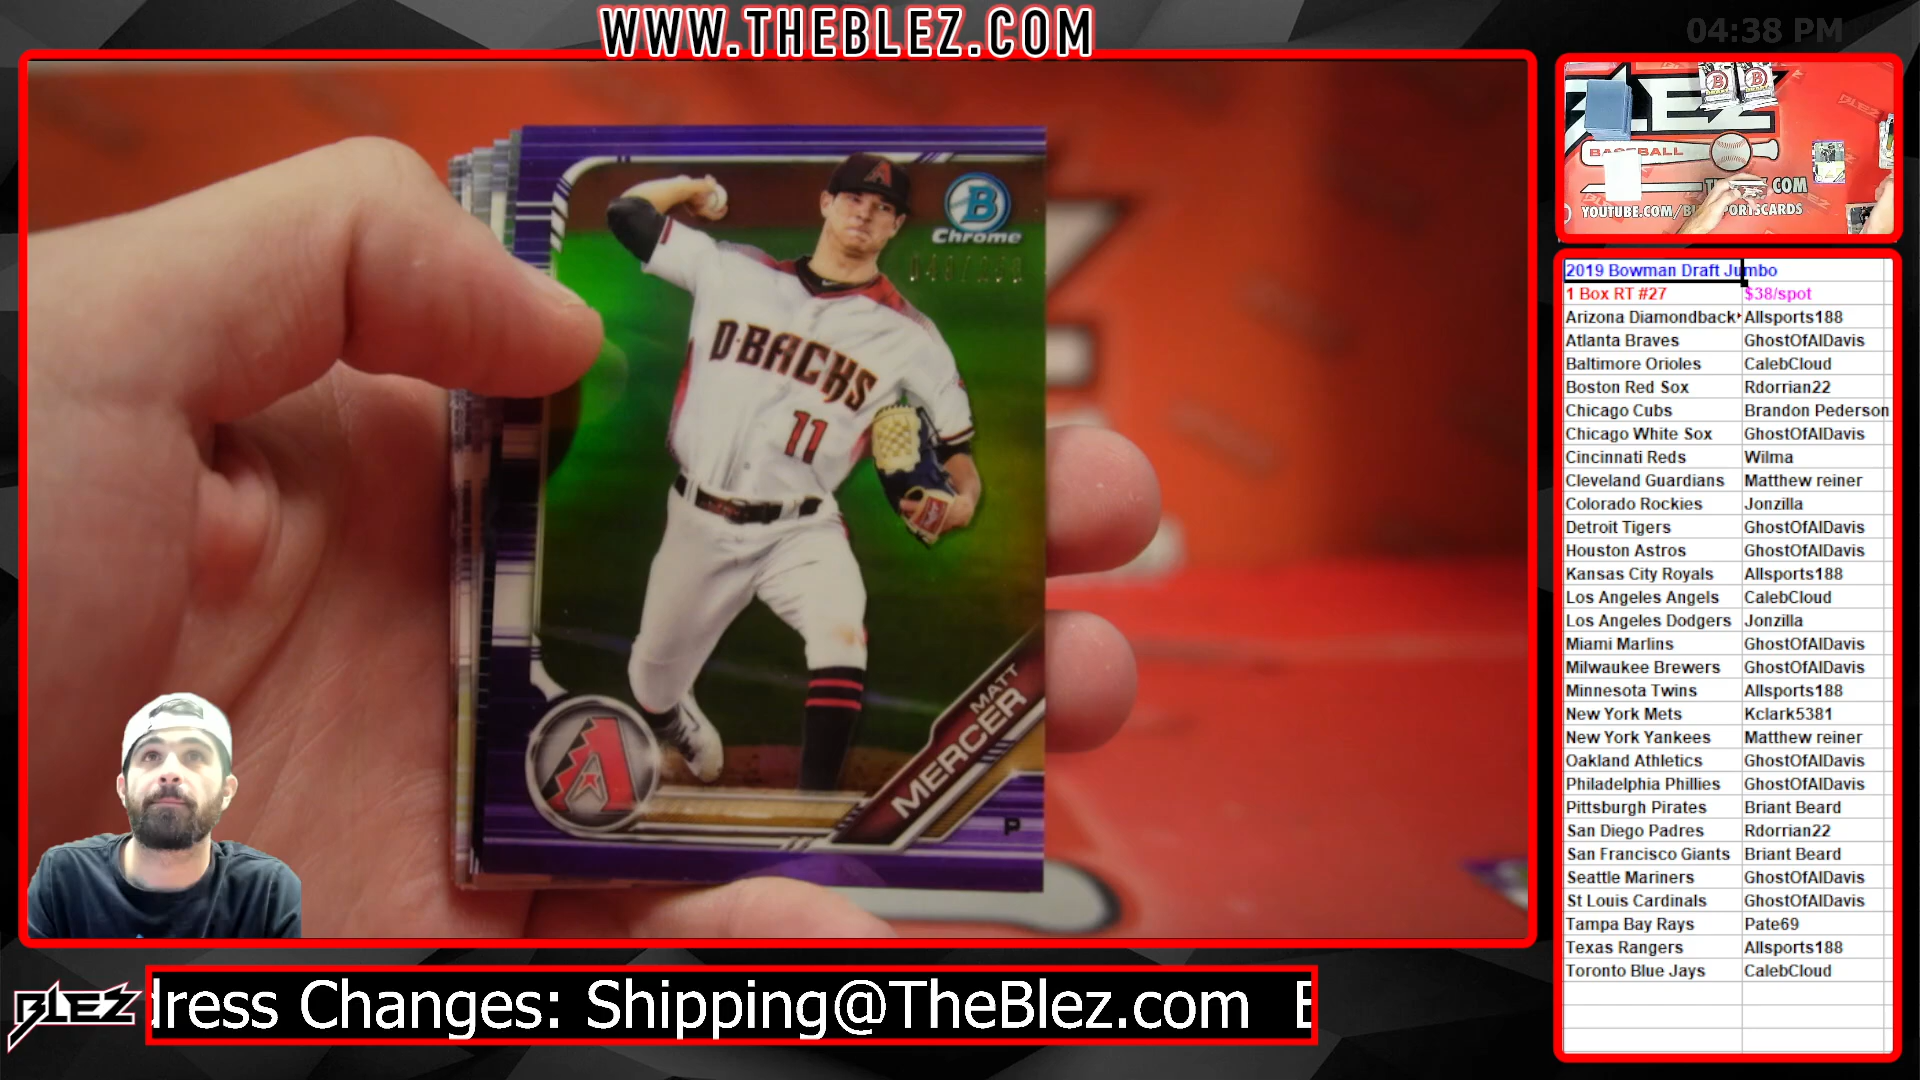 WWW.THEBLEZ.COM
04:38 PM
B
Chrome
A
D·BACKS
11
MATT
MERCER
P
BASEBALL
COM
2019 Bowman Draft Jumbo
1 Box RT #27 $38/spot
Arizona Diamondback Allsports188
Atlanta Braves GhostOfAlDavis
Baltimore Orioles CalebCloud
Boston Red Sox Rdorrian22
Chicago Cubs Brandon Pederson
Chicago White Sox GhostOfAlDavis
Cincinnati Reds Wilma
Cleveland Guardians Matthew reiner
Colorado Rockies Jonzilla
Detroit Tigers GhostOfAlDavis
Houston Astros GhostOfAlDavis
Kansas City Royals Allsports188
Los Angeles Angels CalebCloud
Los Angeles Dodgers Jonzilla
Miami Marlins GhostOfAlDavis
Milwaukee Brewers GhostOfAlDavis
Minnesota Twins Allsports188
New York Mets Kclark5381
New York Yankees Matthew reiner
Oakland Athletics GhostOfAlDavis
Philadelphia Phillies GhostOfAlDavis
Pittsburgh Pirates Briant Beard
San Diego Padres Rdorrian22
San Francisco Giants Briant Beard
Seattle Mariners GhostOfAlDavis
St Louis Cardinals GhostOfAlDavis
Tampa Bay Rays Pate69
Texas Rangers Allsports188
Toronto Blue Jays CalebCloud
BLEZ
dress Changes: Shipping@TheBlez.com